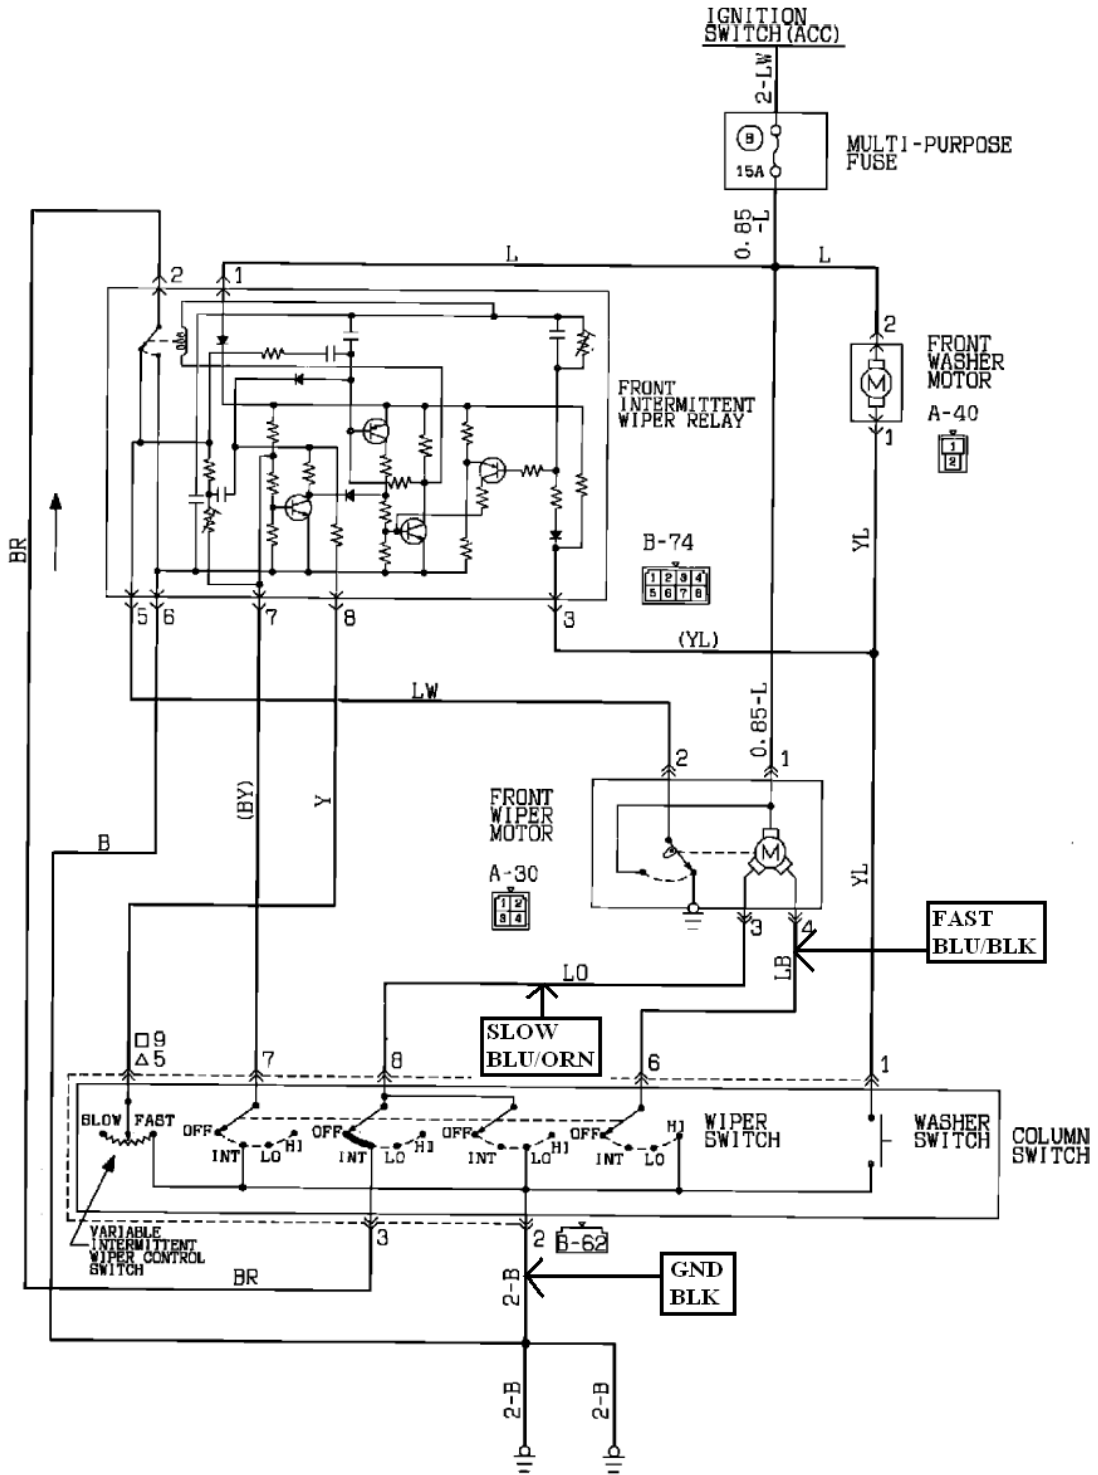 IGNITION
SWITCH(ACC)
2-LW
8
15A
MULTI-PURPOSE
FUSE
0.85
-L
L
L
2
1
2
FRONT
WASHER
MOTOR
M
A-40
1
2
1
FRONT
INTERMITTENT
WIPER RELAY
BR
YL
B-74
1 2 3 4
5 6 7 8
5
6
7
8
3
(YL)
LW
0.85-L
2
1
(BY)
Y
FRONT
WIPER
MOTOR
M
B
A-30
1 2
3 4
YL
3
4
FAST
BLU/BLK
LB
LO
SLOW
BLU/ORN
9
5
7
8
6
1
SLOW FAST
OFF
INT
LO
HI
OFF
INT
LO
HI
OFF
INT
LO
HI
OFF
INT
LO
HI
WIPER
SWITCH
WASHER
SWITCH
COLUMN
SWITCH
VARIABLE
INTERMITTENT
WIPER CONTROL
SWITCH
3
2
B-62
BR
2-B
GND
BLK
2-B
2-B